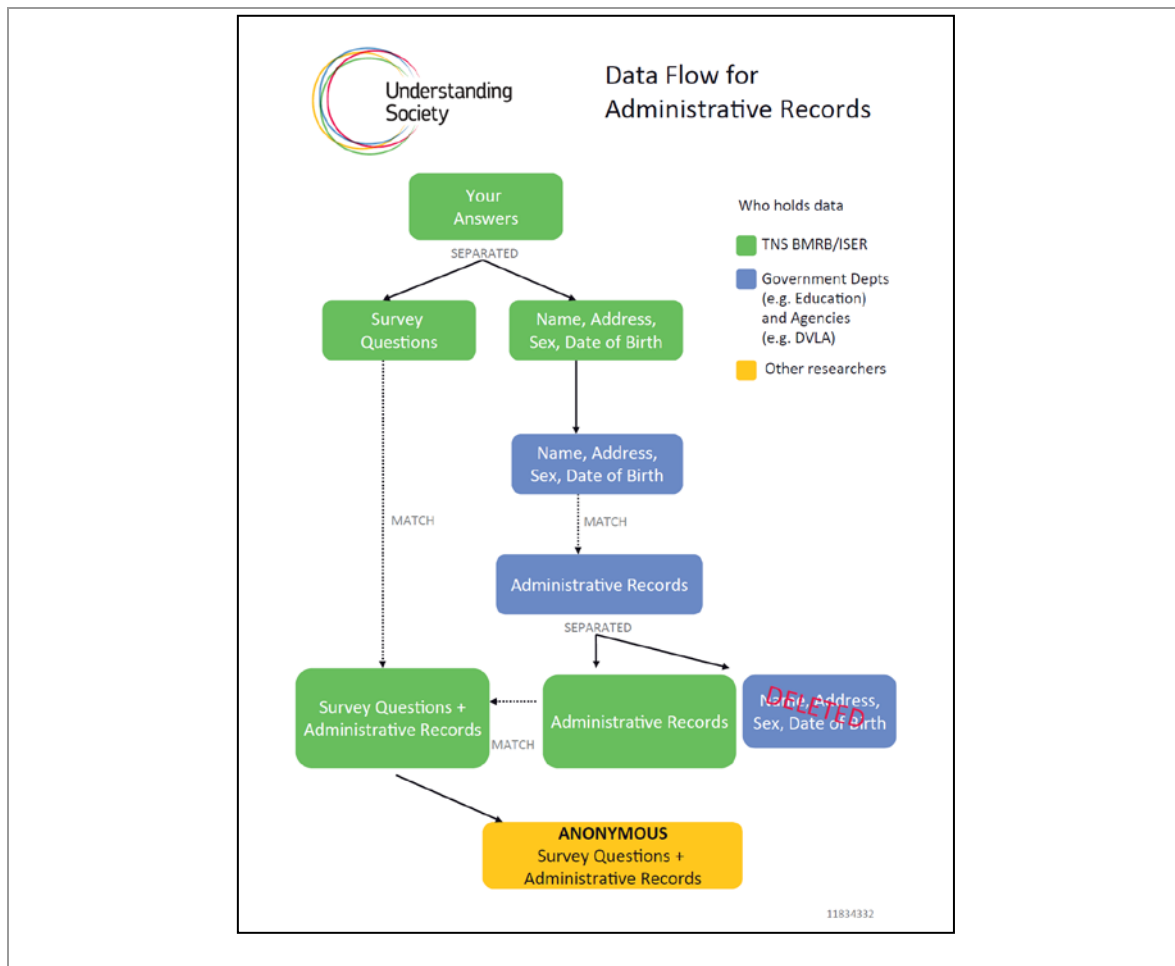 Understanding
Society
Data Flow for
Administrative Records
Your
Answers
SEPARATED
Who holds data
TNS BMRB/ISER
Government Depts
(e.g. Education)
and Agencies
(e.g. DVLA)
Other researchers
Survey
Questions
Name, Address,
Sex, Date of Birth
Name, Address,
Sex, Date of Birth
MATCH
MATCH
Administrative Records
SEPARATED
Survey Questions +
Administrative Records
MATCH
Administrative Records
Name, Address,
Sex, Date of Birth
DELETED
ANONYMOUS
Survey Questions +
Administrative Records
11834332